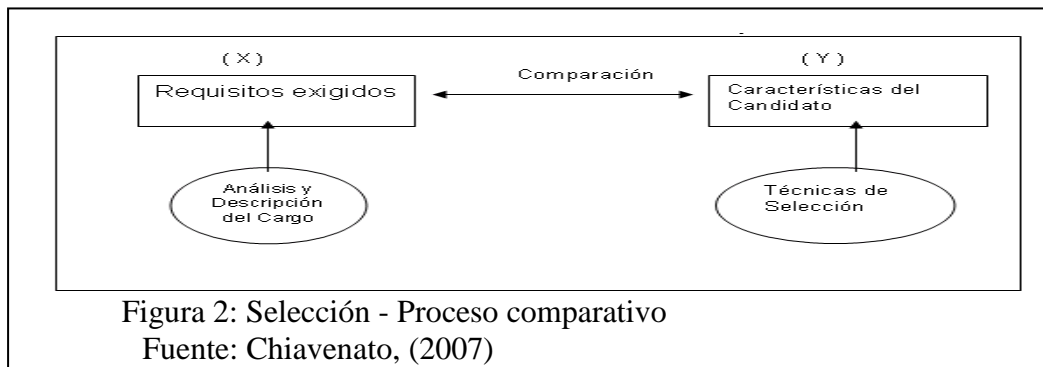 ( X )
( Y )
Comparación
Requisitos exigidos
Características del
Candidato
Análisis y
Descripción
del Cargo
Técnicas de
Selección
Figura 2: Selección - Proceso comparativo
Fuente: Chiavenato, (2007)